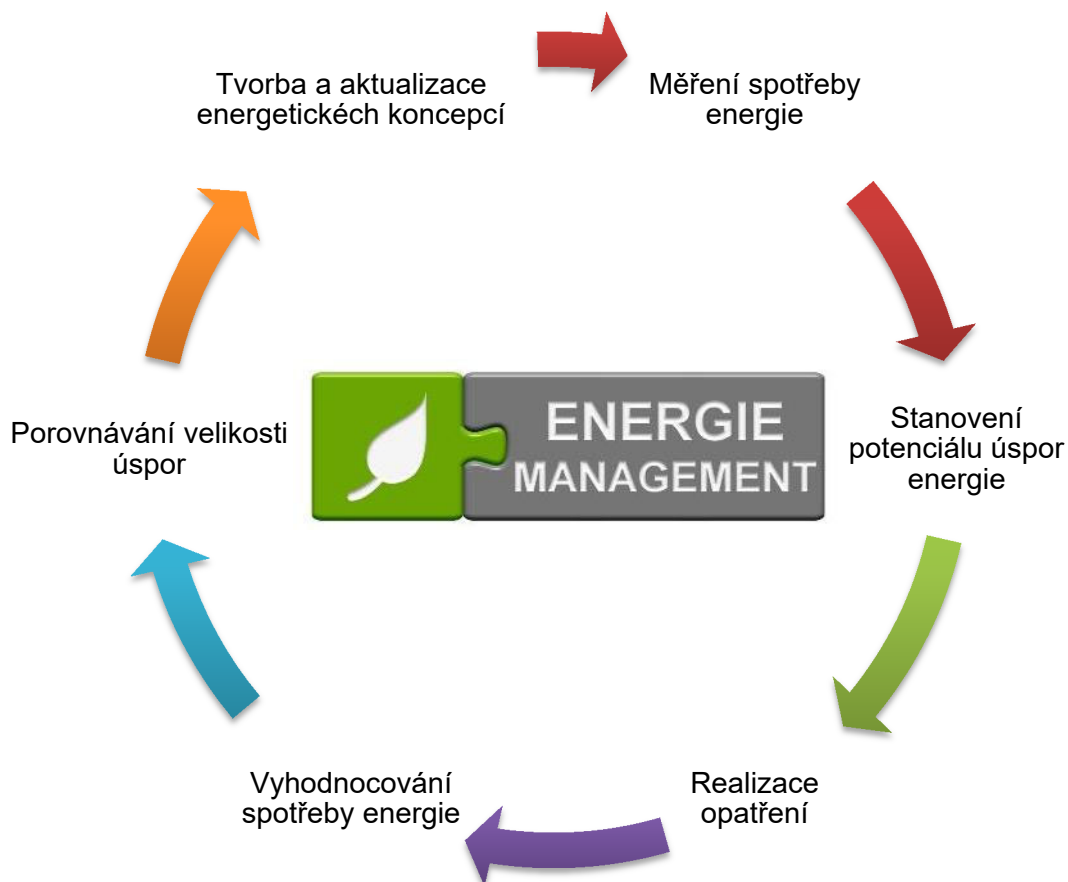 Tvorba a aktualizace
energetickéch koncepcí
Měření spotřeby
energie
Stanovení
potenciálu úspor
energie
Realizace
opatření
Vyhodnocování
spotřeby energie
Porovnávání velikosti
úspor
ENERGIE
MANAGEMENT